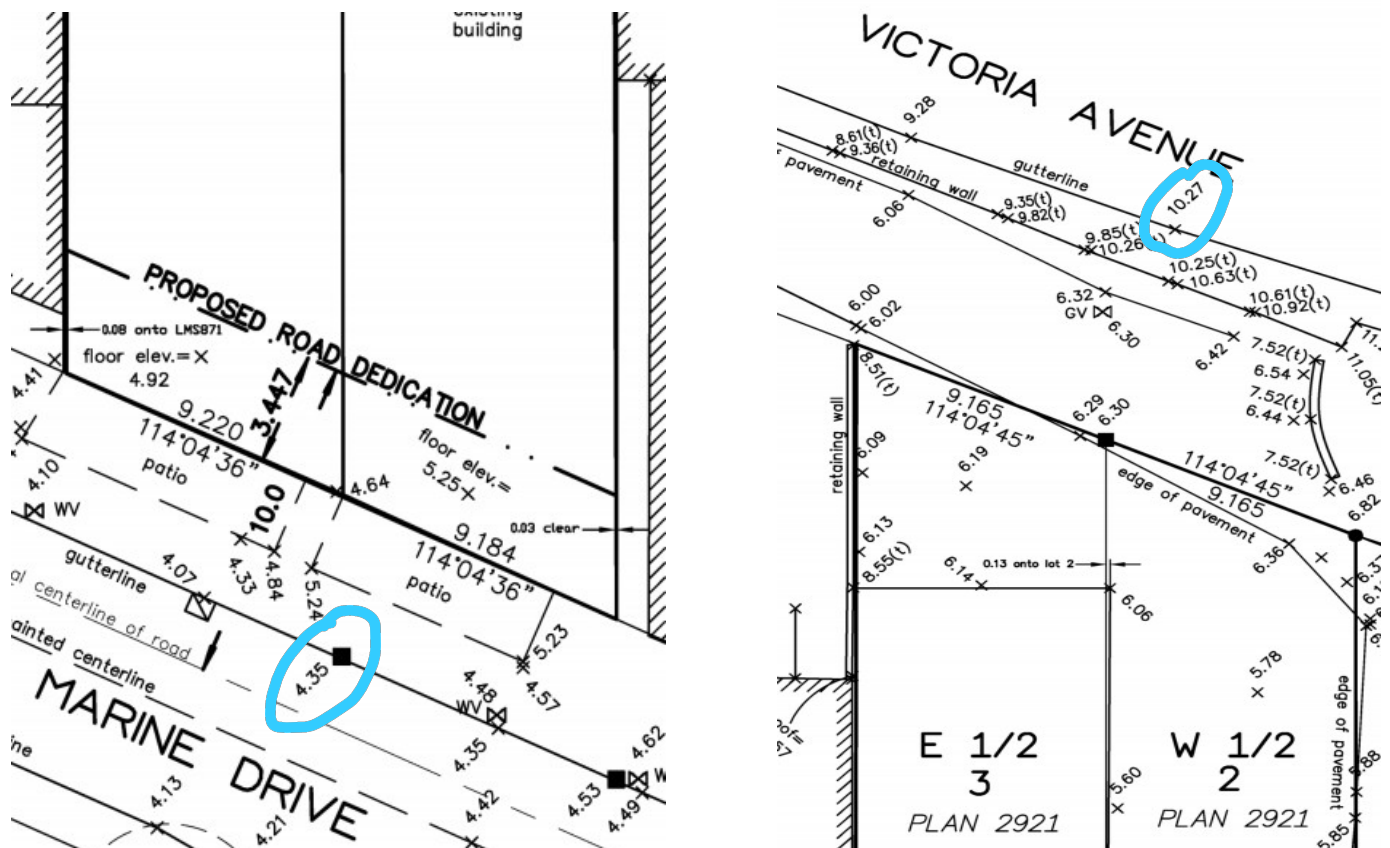 existing
building
PROPOSED ROAD DEDICATION
0.08 onto LMS871
floor elev.=
4.92
4.41
3.447
9.220
114°04'36"
patio
floor elev.=
5.25
4.10
WV
10.0
4.64
0.03 clear
9.184
114°04'36"
patio
gutterline
4.07
4.33
4.84
5.24
al centerline of road
ainted centerline
4.35
5.23
4.57
4.48
WV
4.35
4.62
W
4.53
4.49
MARINE DRIVE
ine
4.13
4.21
4.42
VICTORIA AVENUE
9.28
8.61(t)
9.36(t)
pavement
retaining wall
gutterline
10.27
6.06
9.35(t)
9.82(t)
9.85(t)
10.26(t)
10.25(t)
10.63(t)
10.61(t)
10.92(t)
6.00
6.02
6.32
GV
6.30
6.42
7.52(t)
6.54
11.05(t)
8.51(t)
9.165
114°04'45"
6.29
6.30
7.52(t)
6.44
retaining wall
6.09
6.19
114°04'45"
9.165
edge of pavement
7.52(t)
6.46
6.82
6.13
8.55(t)
6.14
0.13 onto lot 2
6.06
6.36
5.78
edge of pavement
E 1/2
3
PLAN 2921
W 1/2
2
PLAN 2921
5.60
5.88
5.85